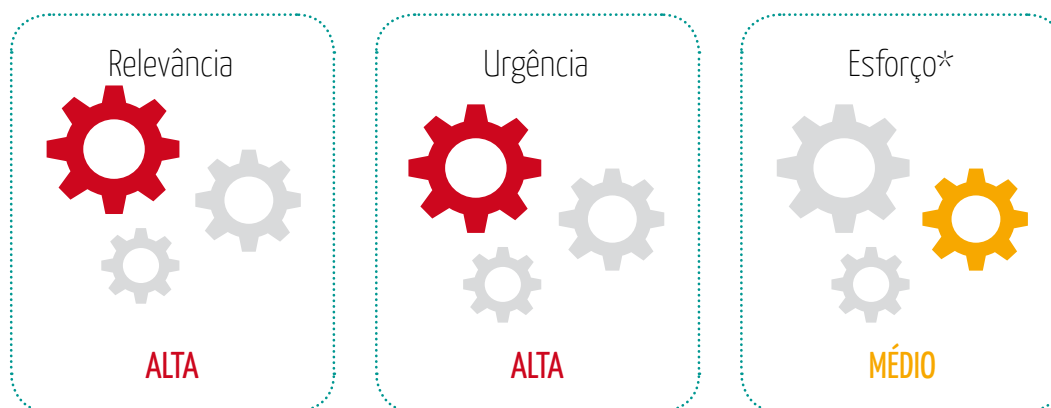 Relevância
Urgência
Esforço*
ALTA
ALTA
MÉDIO